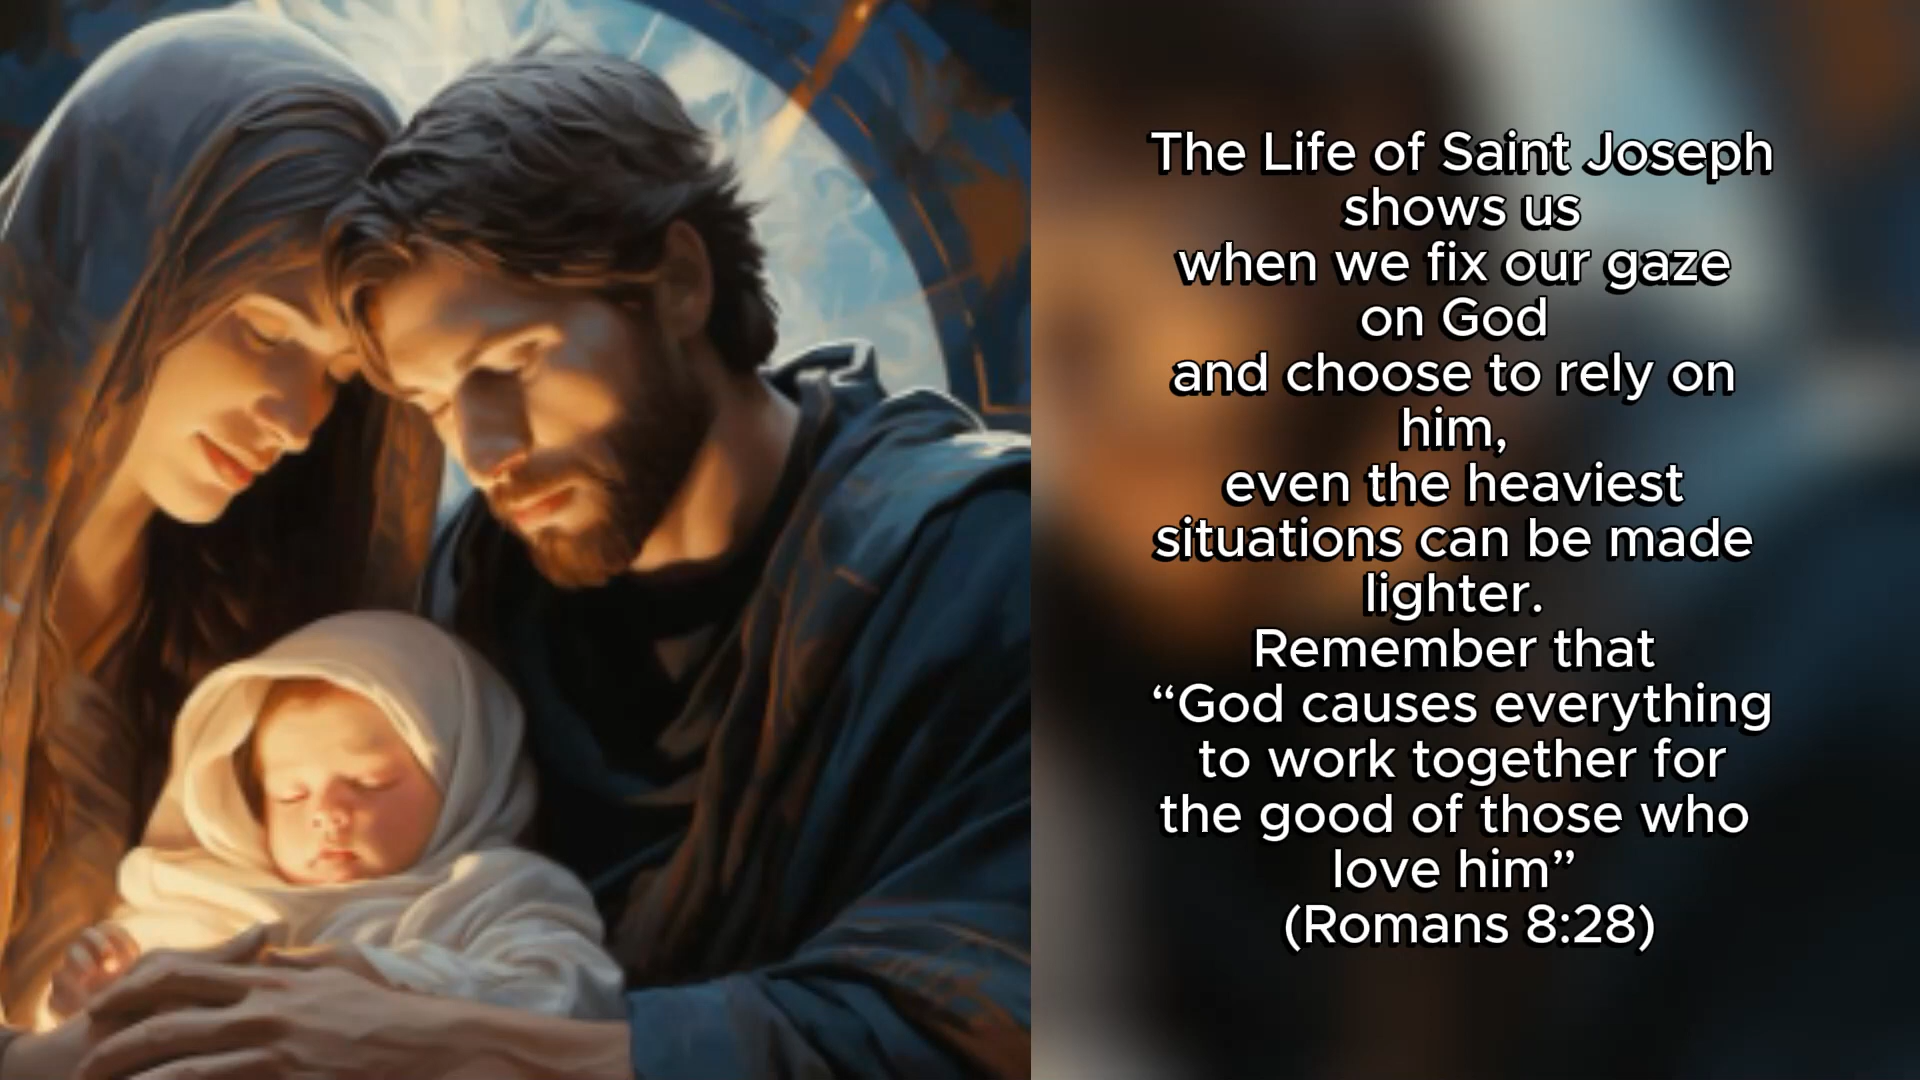 The Life of Saint Joseph
shows us
when we fix our gaze
on God
and choose to rely on
him,
even the heaviest
situations can be made
lighter.
Remember that
“God causes everything
to work together for
the good of those who
love him”
(Romans 8:28)